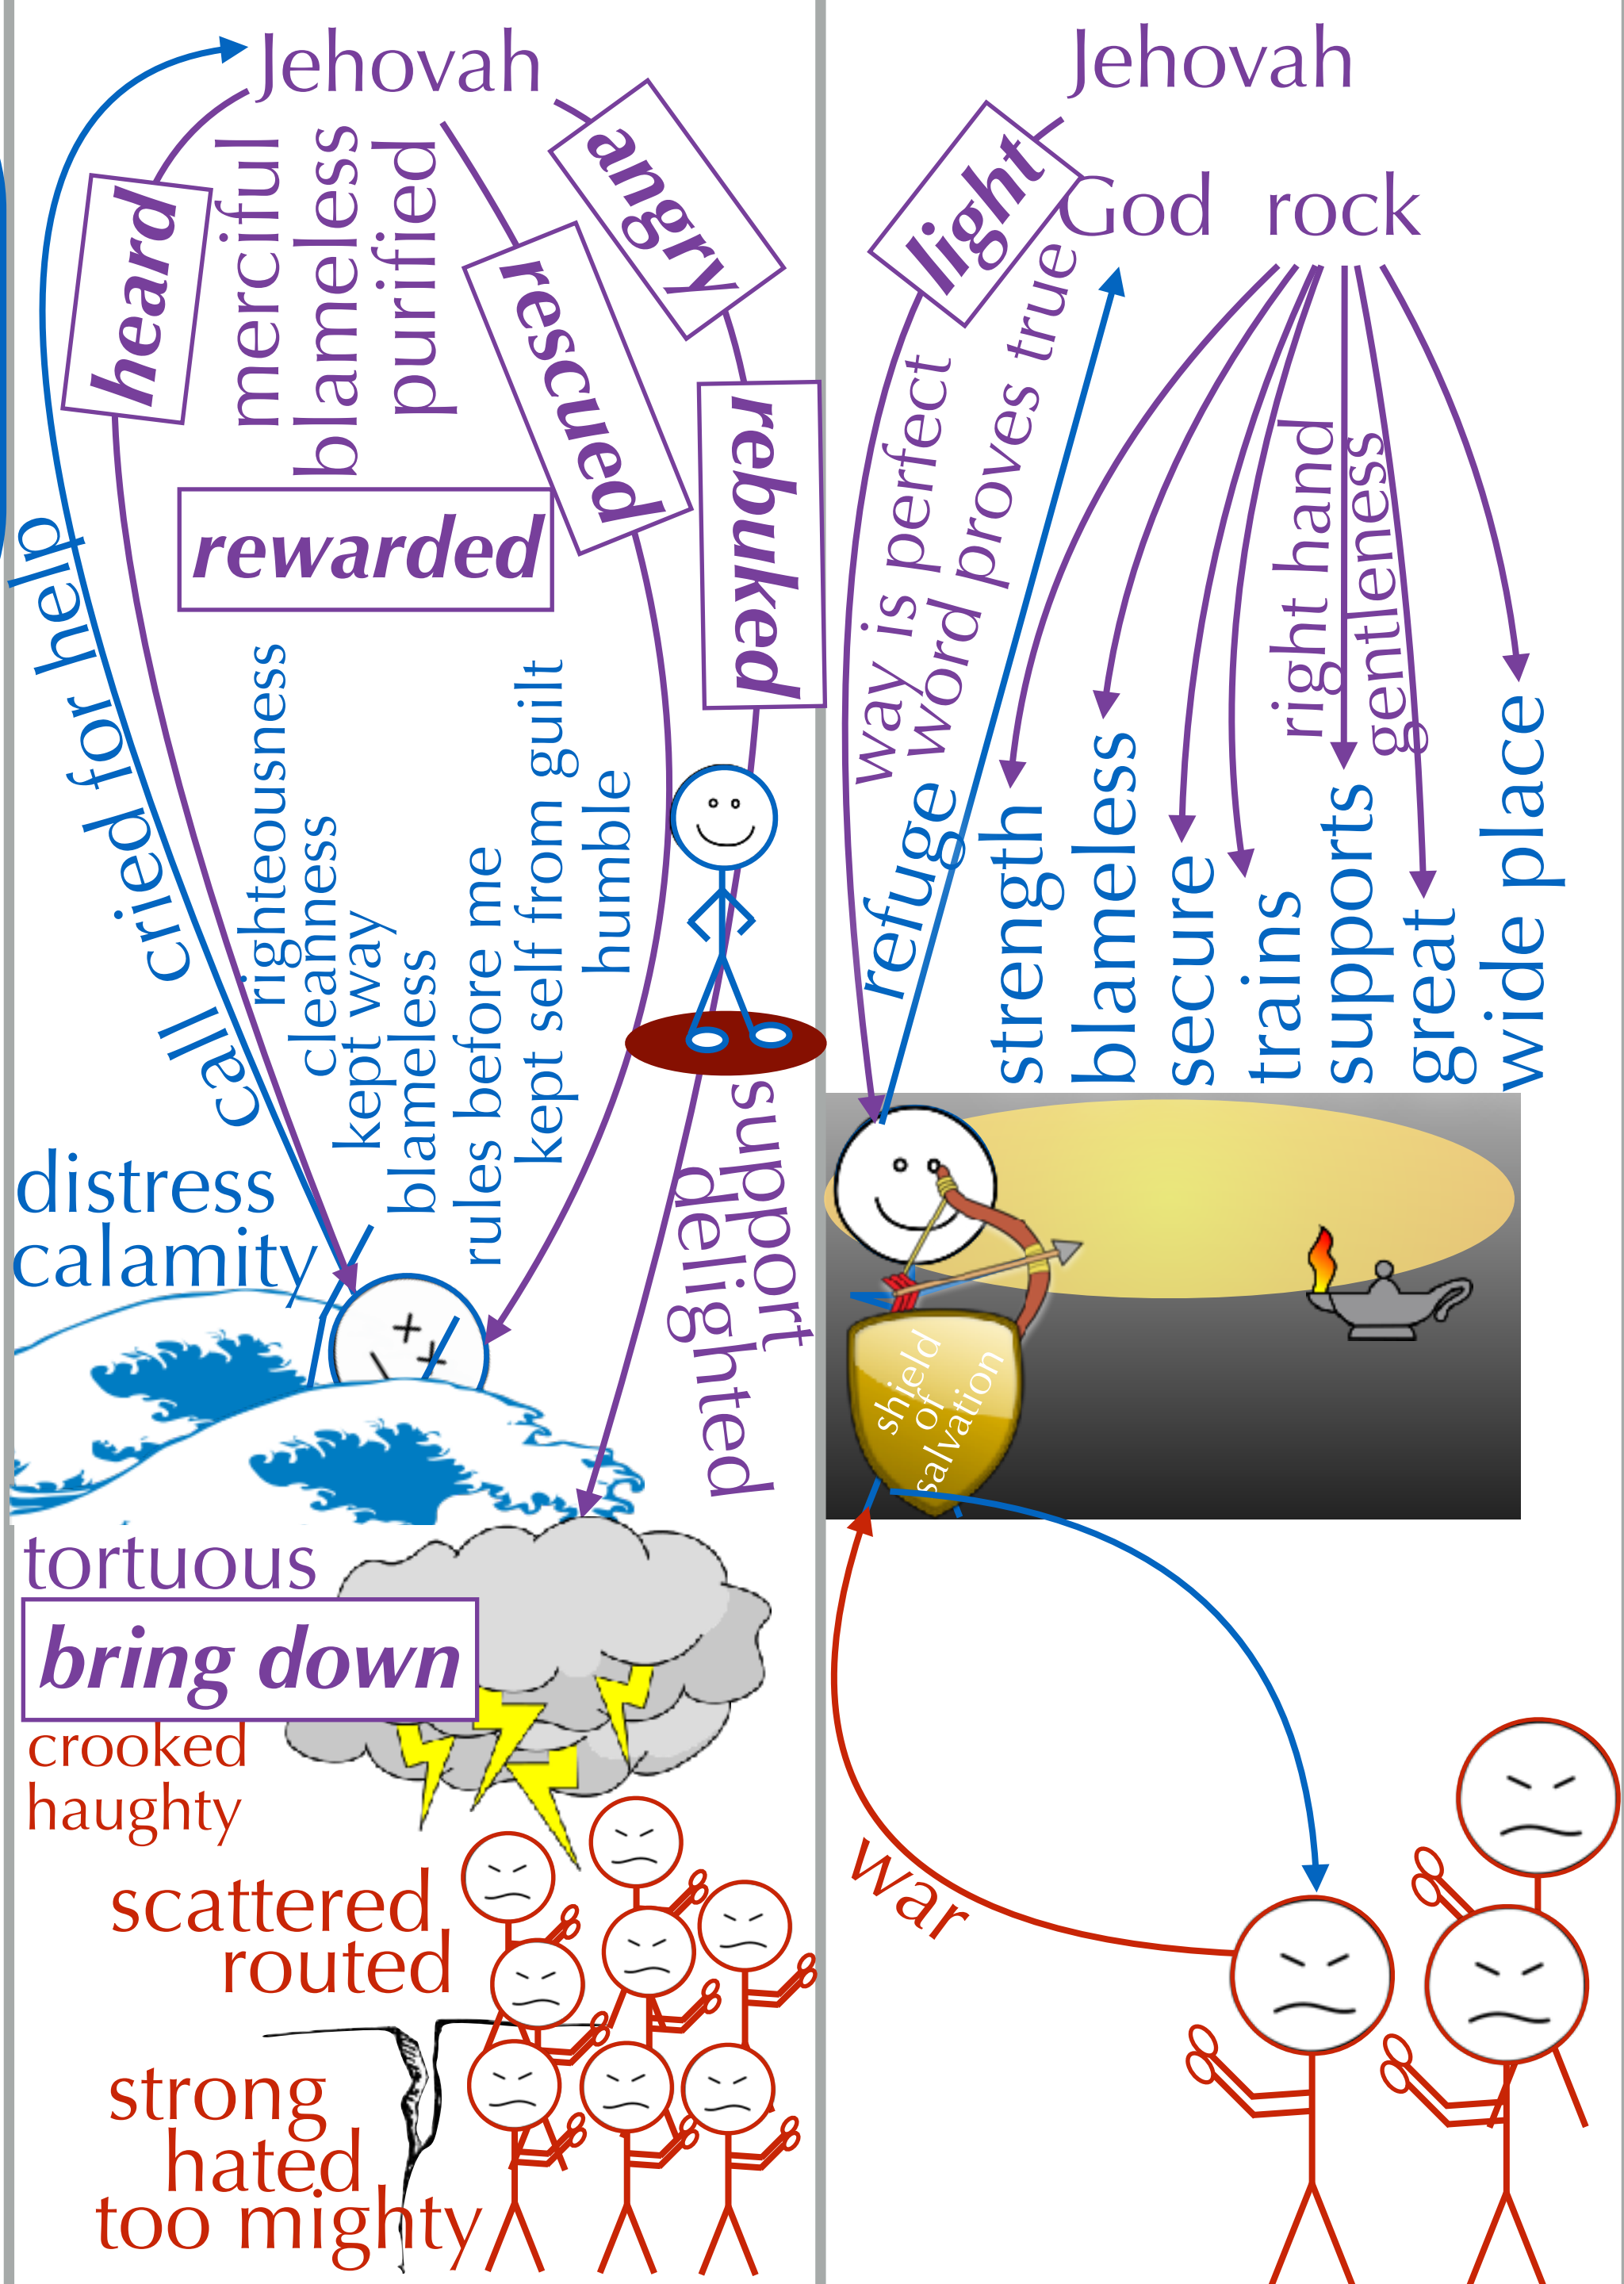 Jehovah
heard
merciful
blameless
purified
rescued
angry
rebuked
rewarded
call cried for help
righteousness
cleanness
kept way
blameless
rules before me
kept self from guilt
humble
distress
calamity
support
delighted
tortuous
bring down
crooked
haughty
scattered
routed
strong
hated
too mighty
Jehovah
God rock
light
way is perfect
word proves true
refuge
right hand
gentleness
strength
blameless
secure
trains
supports
great
wide place
shield
of
salvation
war